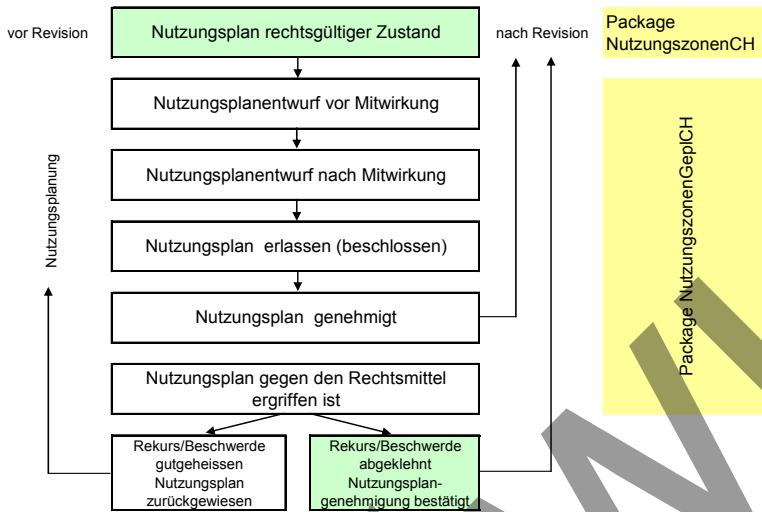 vor Revision
Nutzungsplan rechtsgültiger Zustand
nach Revision
Package
NutzungszonenCH
Nutzungsplanentwurf vor Mitwirkung
Nutzungsplanentwurf nach Mitwirkung
Nutzungsplan erlassen (beschlossen)
Nutzungsplan genehmigt
Nutzungsplanung
Package NutzungszonenGeplCH
Nutzungsplan gegen den Rechtsmittel
ergriffen ist
Rekurs/Beschwerde
gutgeheissen
Nutzungsplan
zurückgewiesen
Rekurs/Beschwerde
abgeklehnt
Nutzungsplan-
genehmigung bestätigt